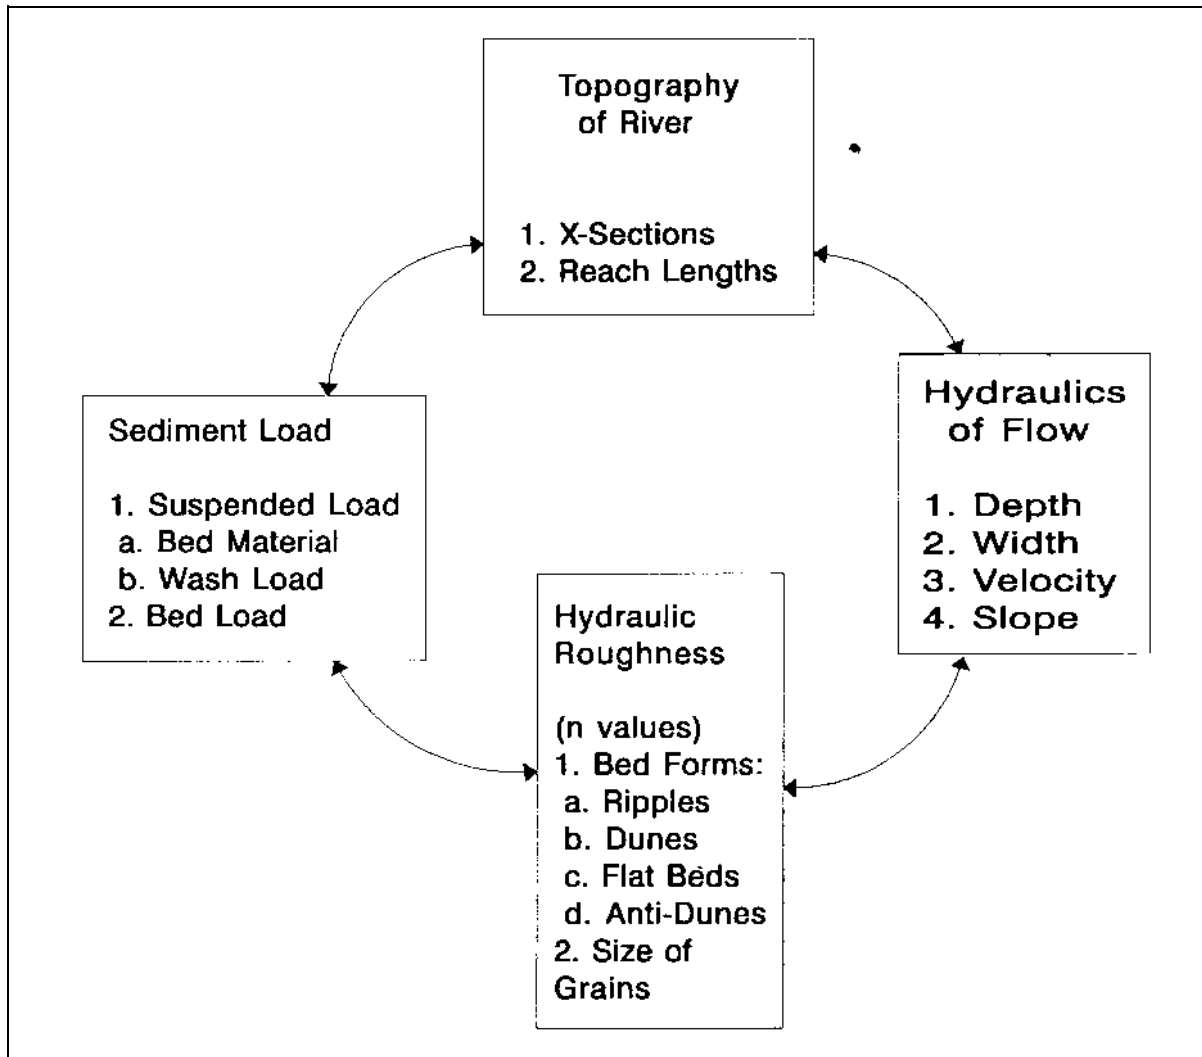 Topography
of River
1. X-Sections
2. Reach Lengths
Sediment Load
1. Suspended Load
a. Bed Material
b. Wash Load
2. Bed Load
Hydraulics
of Flow
1. Depth
2. Width
3. Velocity
4. Slope
Hydraulic
Roughness
(n values)
1. Bed Forms:
a. Ripples
b. Dunes
c. Flat Beds
d. Anti-Dunes
2. Size of
Grains